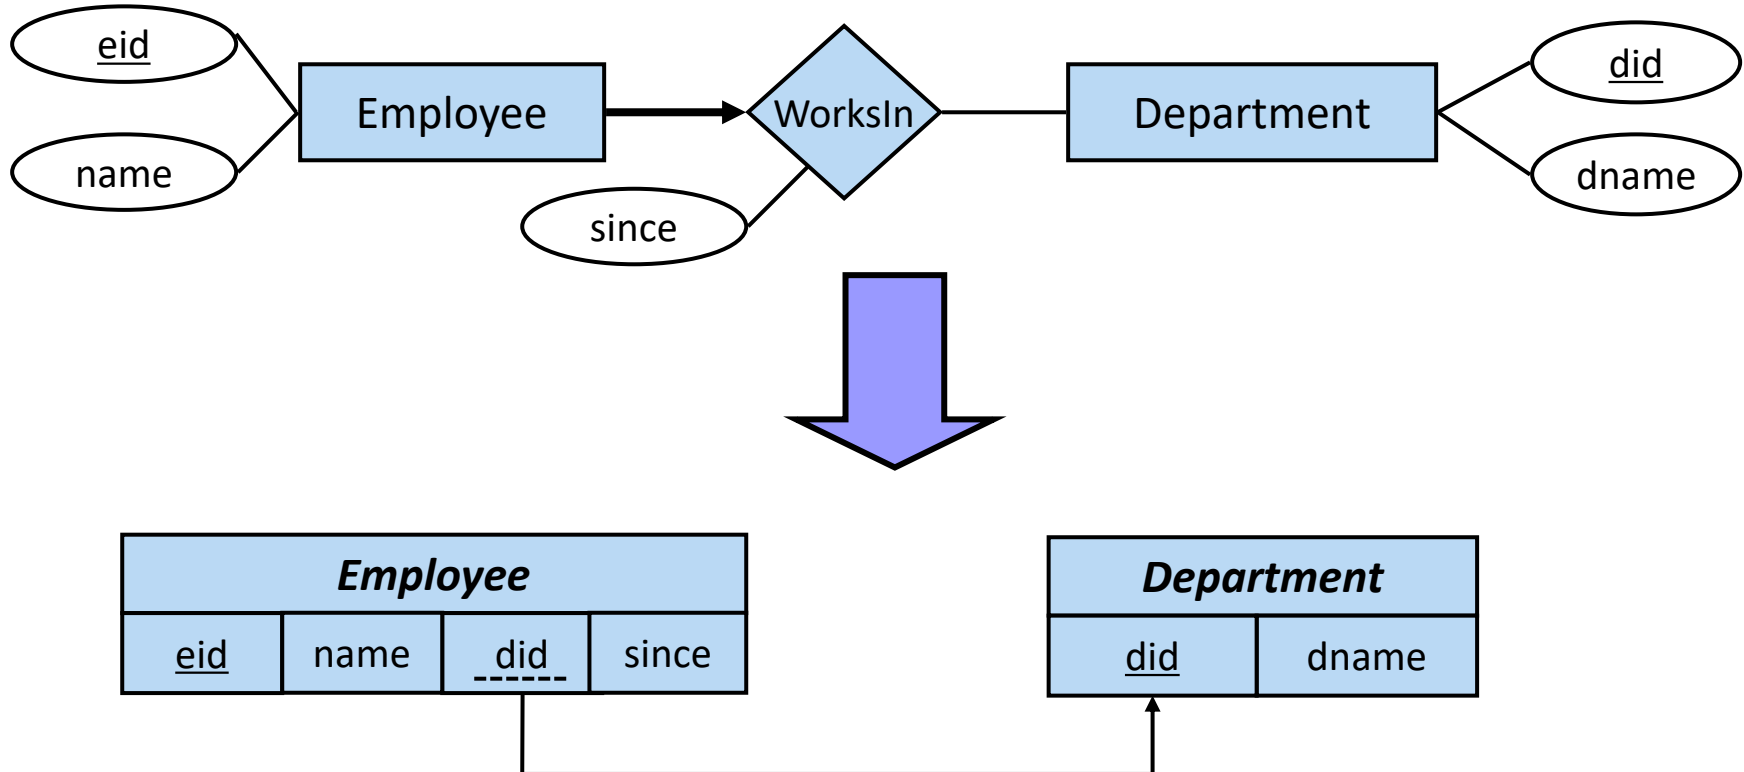 eid
name
Employee
WorksIn
since
Department
did
dname
Employee
eid name did since
Department
did dname